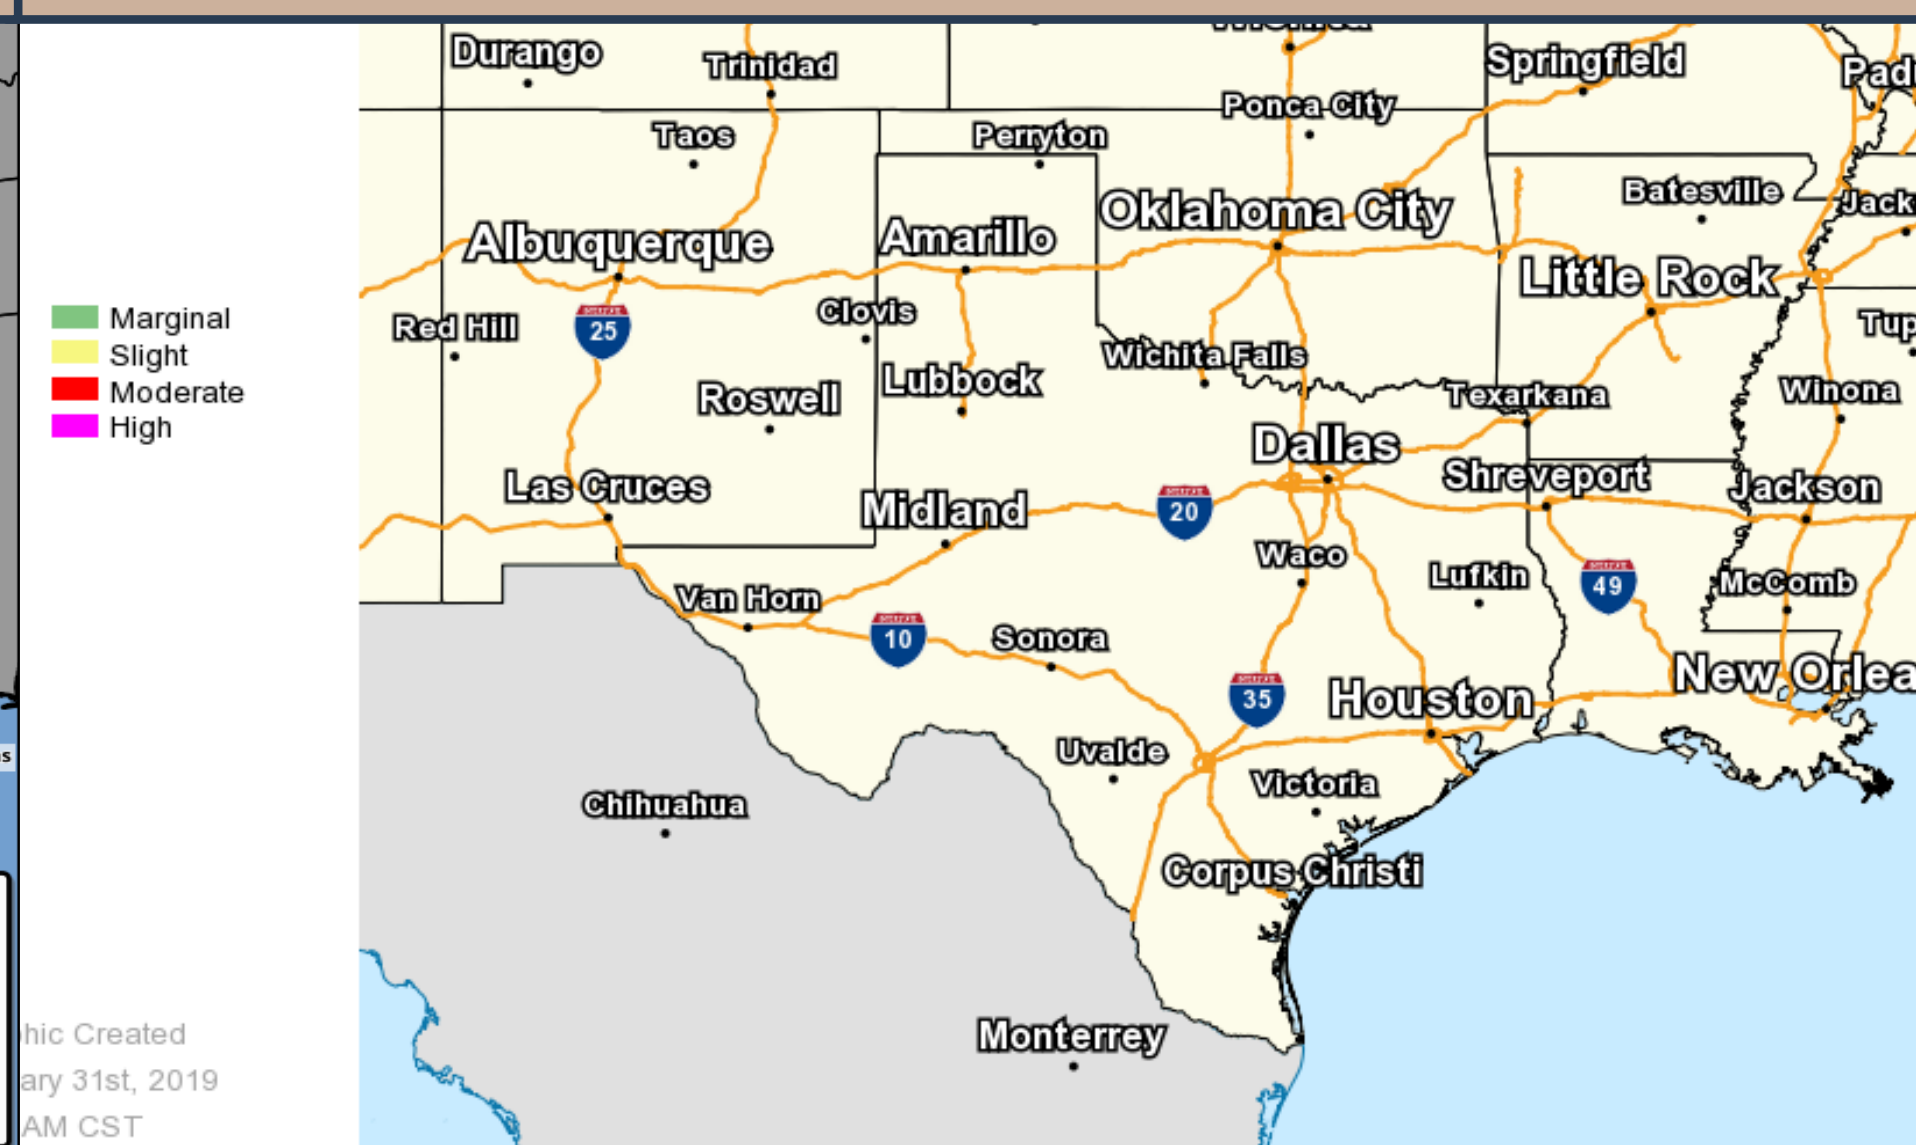 Durango
Trinidad
Springfield
Ponca City
Taos
Perryton
Batesville
Oklahoma City
Jack
Albuquerque
Amarillo
Little Rock
Marginal
Slight
Moderate
High
Red Hill
25
Clovis
Tup
Wichita Falls
Lubbock
Roswell
Texarkana
Winona
Dallas
Shreveport
Las Cruces
Midland
20
Jackson
Waco
Lufkin
49
McComb
Van Horn
10
Sonora
35
Houston
New Orlea
Uvalde
Victoria
Chihuahua
Corpus Christi
Monterrey
hic Created
ary 31st, 2019
AM CST